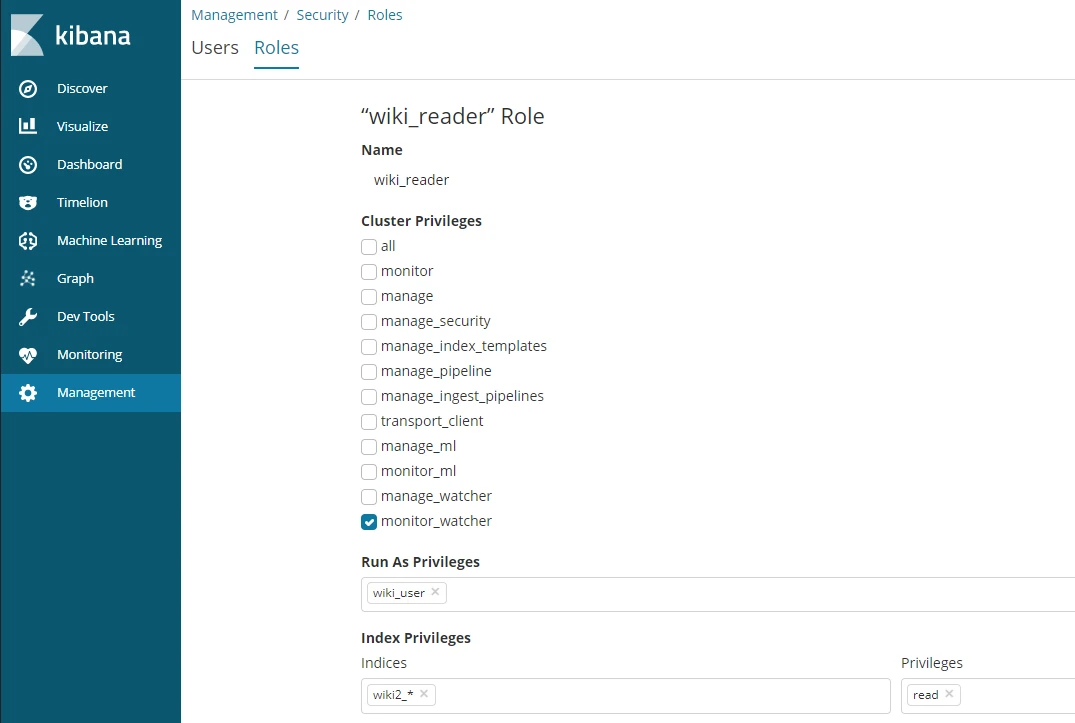 kibana
Discover
Visualize
Dashboard
Timelion
Machine Learning
Graph
Dev Tools
Monitoring
Management
Management / Security / Roles
Users Roles
“wiki_reader” Role
Name
wiki_reader
Cluster Privileges
all
monitor
manage
manage_security
manage_index_templates
manage_pipeline
manage_ingest_pipelines
transport_client
manage_ml
monitor_ml
manage_watcher
monitor_watcher
Run As Privileges
wiki_user ×
Index Privileges
Indices Privileges
wiki2_* × read ×